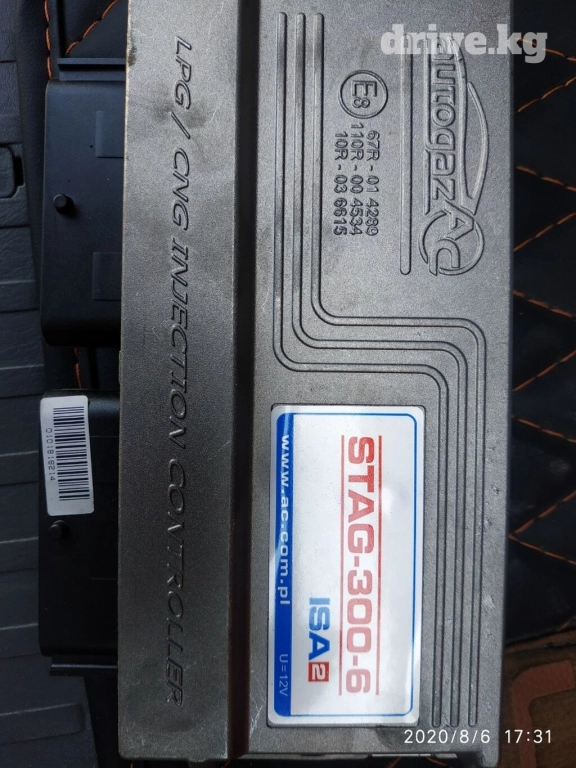 drive.kg
autogaz AC
E8
67R - 01 4289
110R - 00 4534
10R - 03 6615
LPG / CNG INJECTION CONTROLLER
STAG-300-6
ISA2
www.ac.com.pl
U=12V
0101818214
2020/8/6 17:31